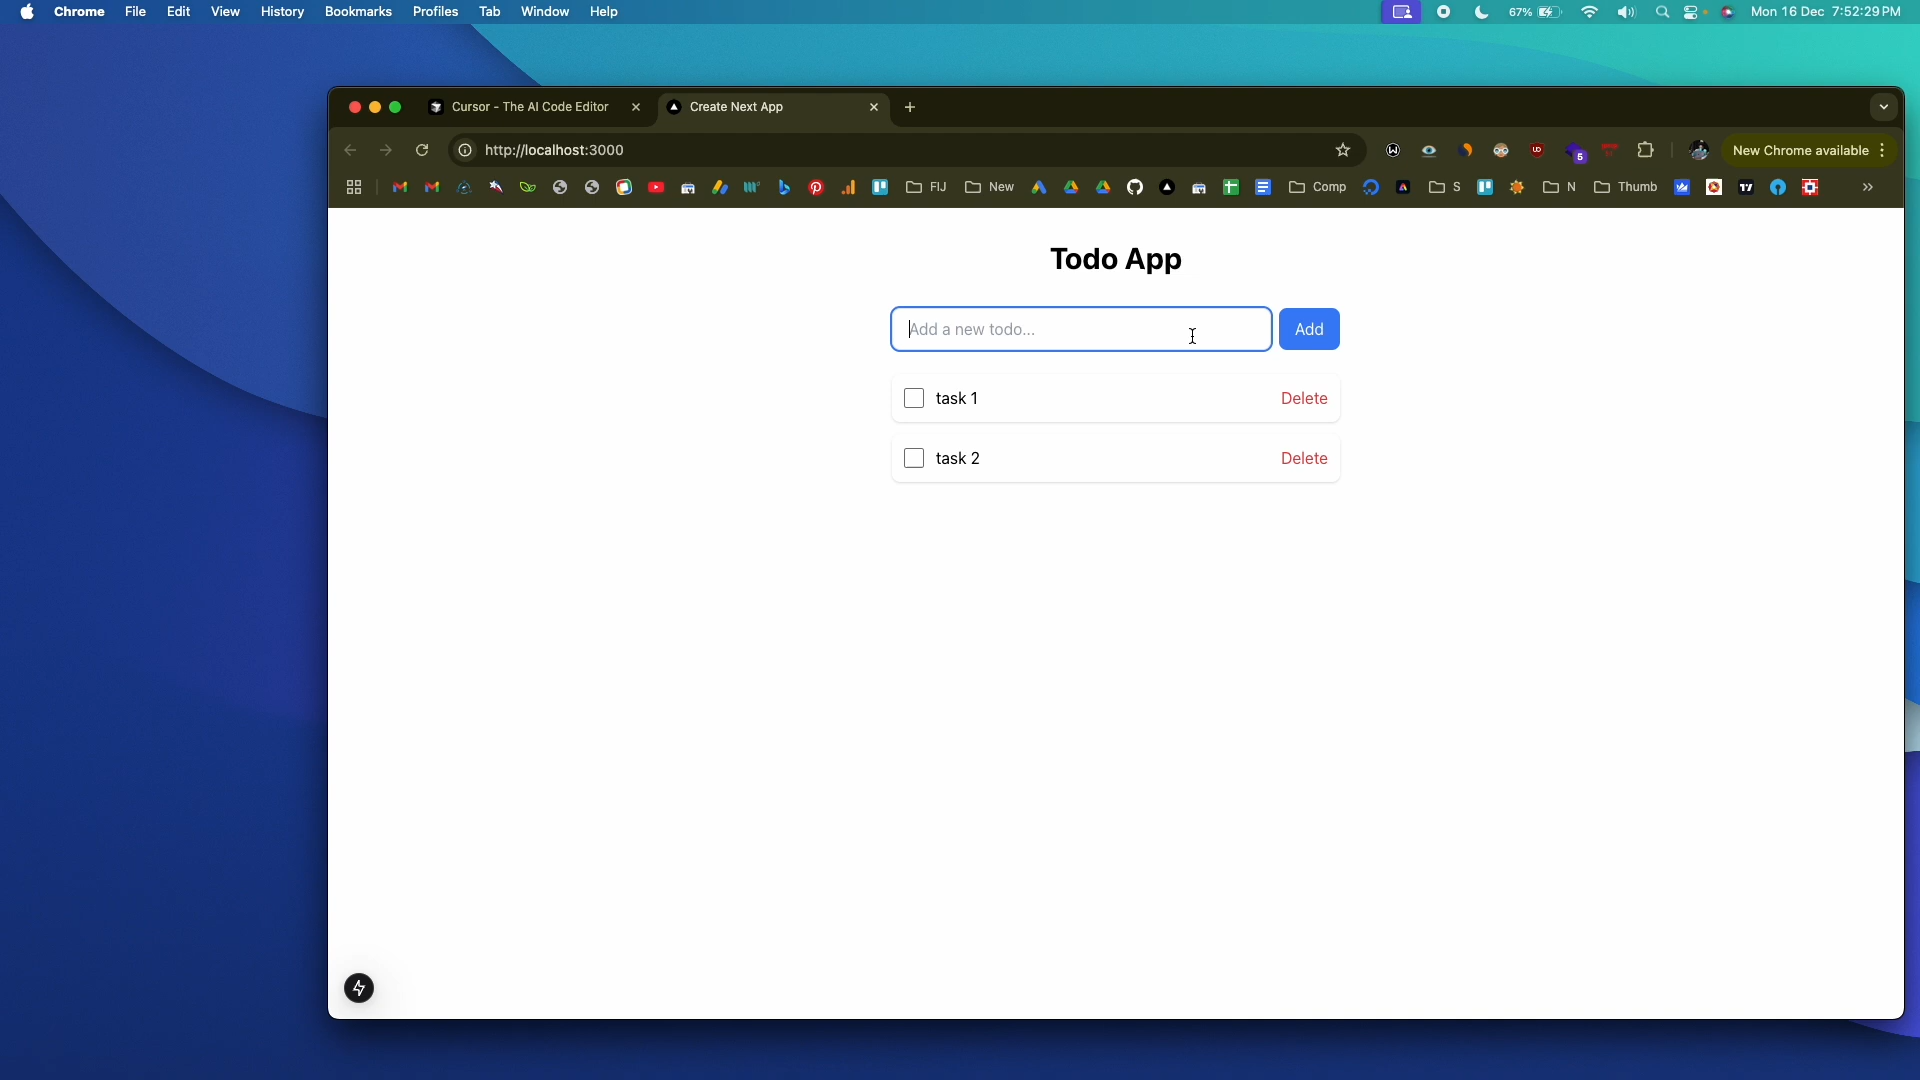 Chrome File Edit View History Bookmarks Profiles Tab Window Help 67% Mon 16 Dec 7:52:29 PM
Cursor - The AI Code Editor Create Next App
http://localhost:3000 UD 5 New Chrome available
FIJ New Comp S N Thumb
Todo App
Add a new todo... Add
task 1 Delete
task 2 Delete